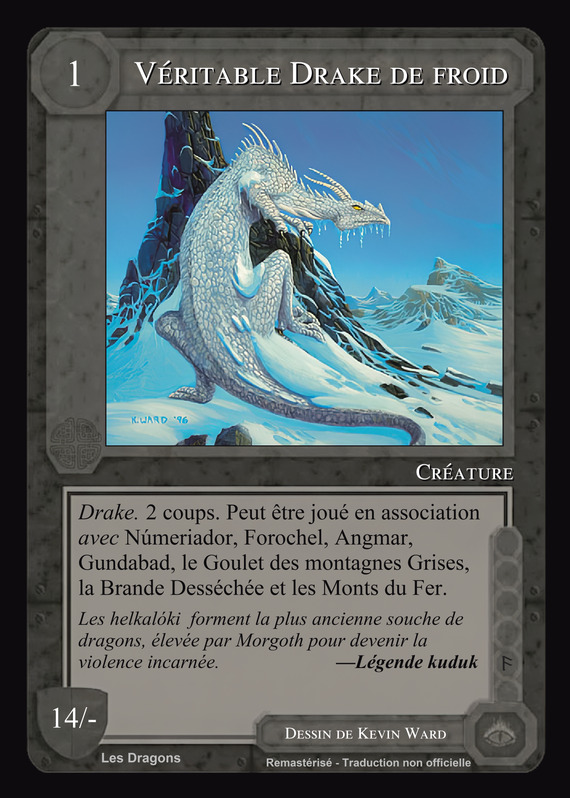 1
VÉRITABLE DRAKE DE FROID
K.WARD '96
CRÉATURE
Drake. 2 coups. Peut être joué en association
avec Númeriador, Forochel, Angmar,
Gundabad, le Goulet des montagnes Grises,
la Brande Desséchée et les Monts du Fer.
Les helkalóki forment la plus ancienne souche de
dragons, élevée par Morgoth pour devenir la
violence incarnée. —Légende kuduk
14/-
DESSIN DE KEVIN WARD
Les Dragons
Remastérisé - Traduction non officielle